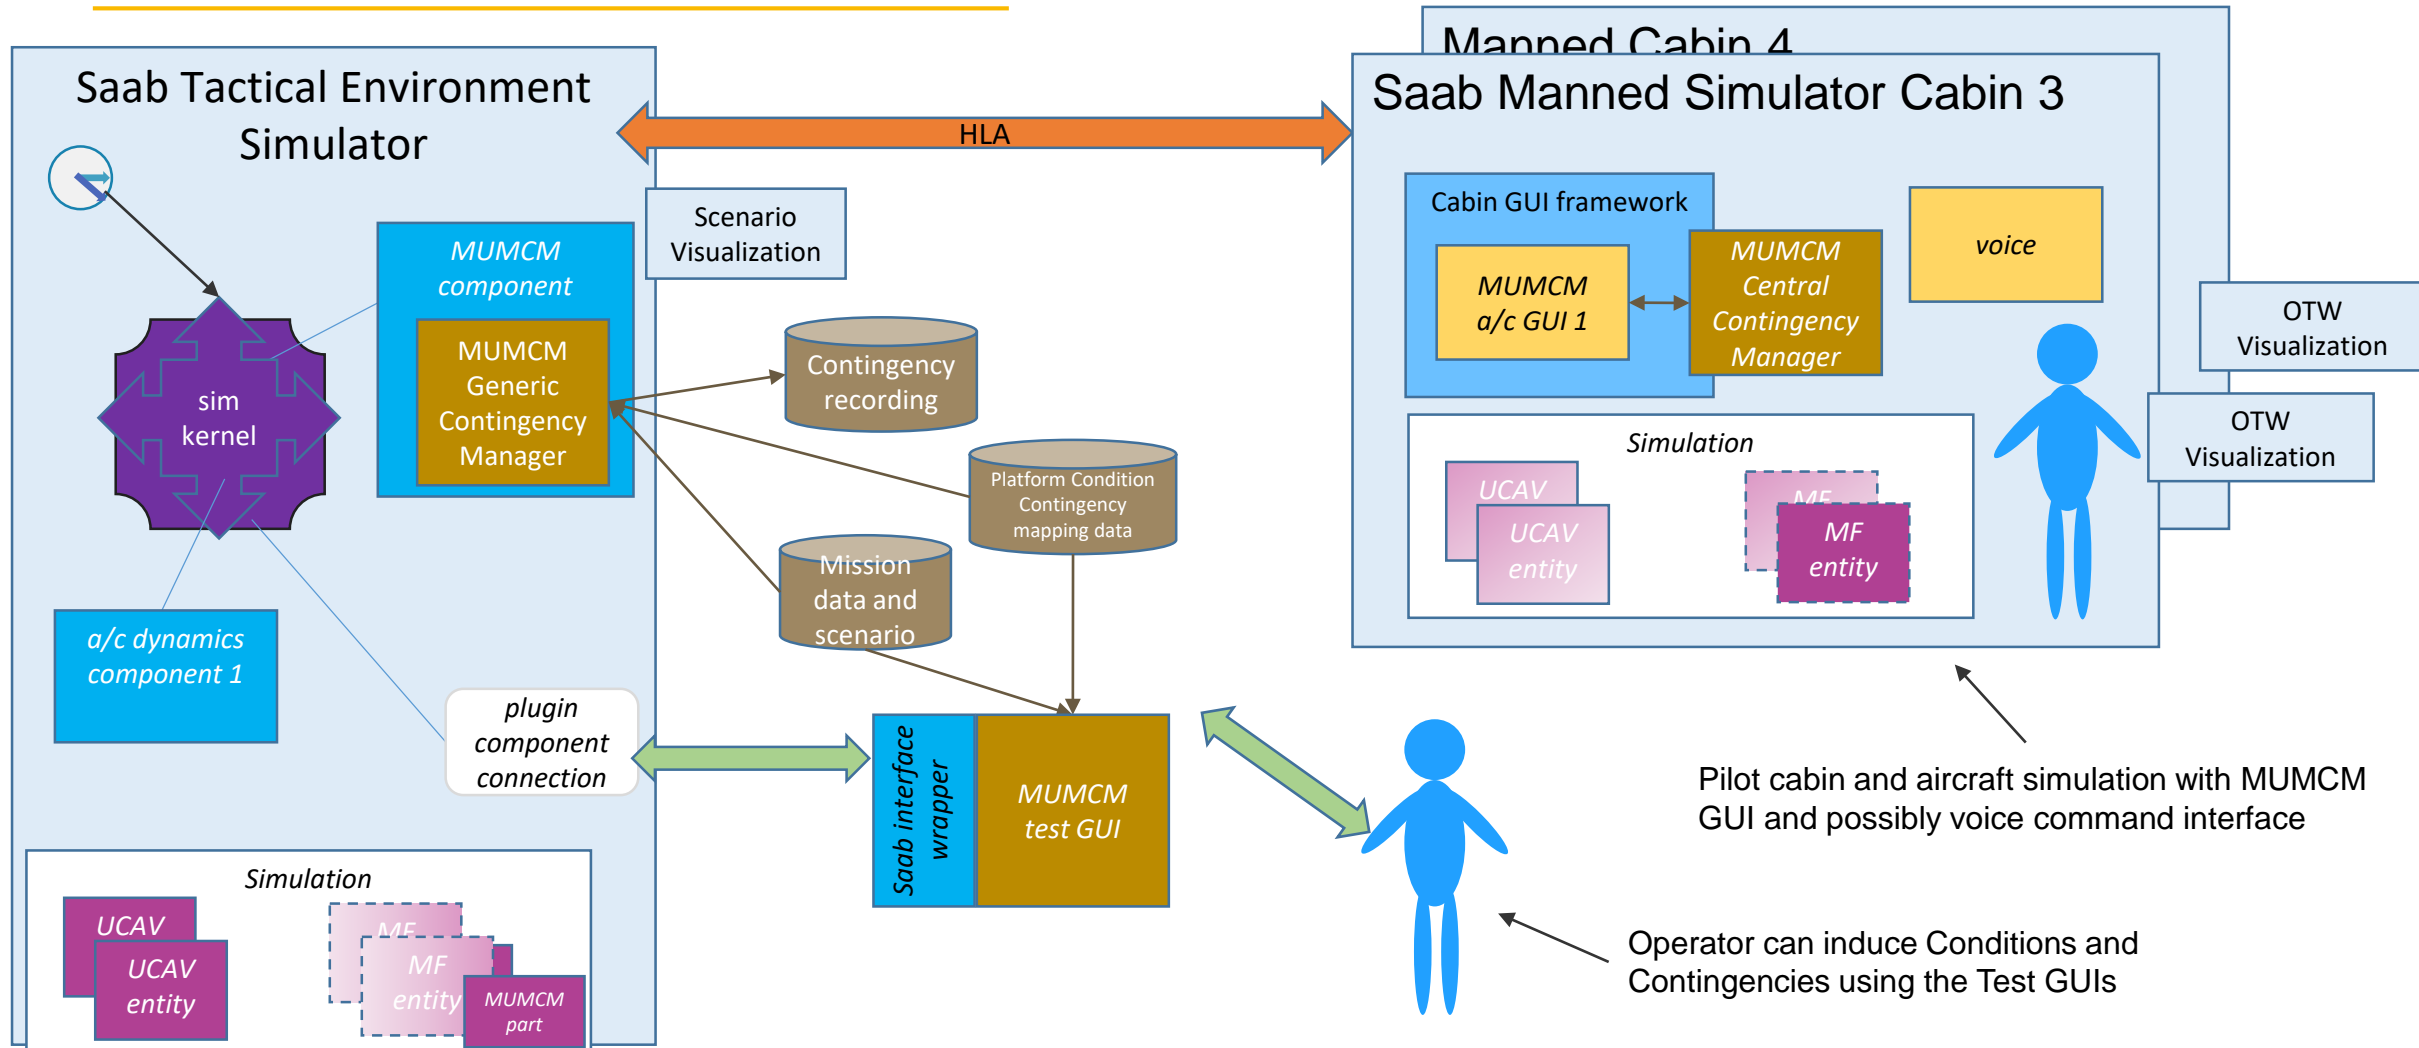 Saab Tactical Environment
Simulator
HLA
Manned Cabin 4
Saab Manned Simulator Cabin 3
Scenario
Visualization
MUMCM
component
MUMCM
Generic
Contingency
Manager
sim
kernel
a/c dynamics
component 1
plugin
component
connection
Simulation
UCAV
UCAV
entity
MF
MF
entity
MUMCM
part
Contingency
recording
Platform Condition
Contingency
mapping data
Mission
data and
scenario
Saab interface
wrapper
MUMCM
test GUI
Cabin GUI framework
MUMCM
a/c GUI 1
MUMCM
Central
Contingency
Manager
voice
OTW
Visualization
OTW
Visualization
Simulation
UCAV
UCAV
entity
MF
MF
entity
Pilot cabin and aircraft simulation with MUMCM
GUI and possibly voice command interface
Operator can induce Conditions and
Contingencies using the Test GUIs